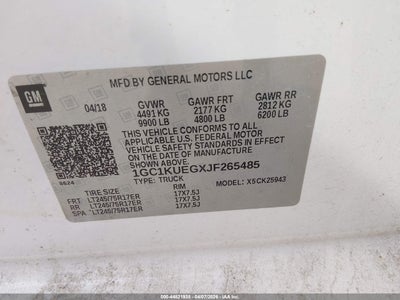 MFD BY GENERAL MOTORS LLC
GM
04/18 GVWR GAWR FRT GAWR RR
4491 KG 2177 KG 2812 KG
9900 LB 4800 LB 6200 LB
THIS VEHICLE CONFORMS TO ALL
APPLICABLE U.S. FEDERAL MOTOR
VEHICLE SAFETY STANDARDS IN
EFFECT ON THE DATE OF
MANUFACTURE SHOWN ABOVE.
1GC1KUEGXJF265485
TYPE: TRUCK MODEL: X5CK25943
TIRE SIZE RIM
FRT LT245/75R17ER 17X7.5J
RR LT245/75R17ER 17X7.5J
SPA LT245/75R17ER 17X7.5J